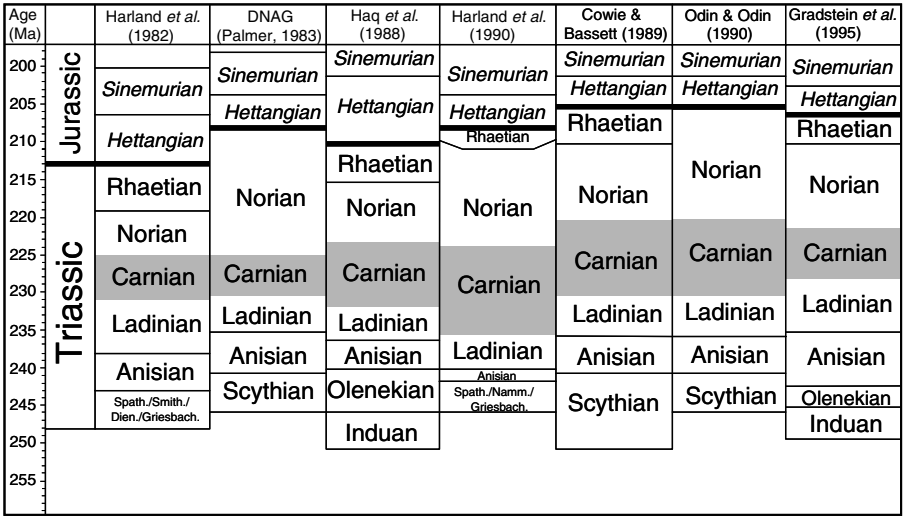 Age
(Ma)
Harland et al.
(1982)
DNAG
(Palmer, 1983)
Haq et al.
(1988)
Harland et al.
(1990)
Cowie &
Bassett (1989)
Odin & Odin
(1990)
Gradstein et al.
(1995)
200
205
210
215
220
225
230
235
240
245
250
255
Jurassic
Triassic
Sinemurian
Hettangian
Rhaetian
Norian
Carnian
Ladinian
Anisian
Spath./Smith./
Dien./Griesbach.
Sinemurian
Hettangian
Norian
Carnian
Ladinian
Anisian
Scythian
Sinemurian
Hettangian
Rhaetian
Norian
Carnian
Ladinian
Anisian
Olenekian
Induan
Sinemurian
Hettangian
Rhaetian
Norian
Carnian
Ladinian
Anisian
Spath./Namm./
Griesbach.
Sinemurian
Hettangian
Rhaetian
Norian
Carnian
Ladinian
Anisian
Scythian
Sinemurian
Hettangian
Norian
Carnian
Ladinian
Anisian
Scythian
Sinemurian
Hettangian
Rhaetian
Norian
Carnian
Ladinian
Anisian
Olenekian
Induan